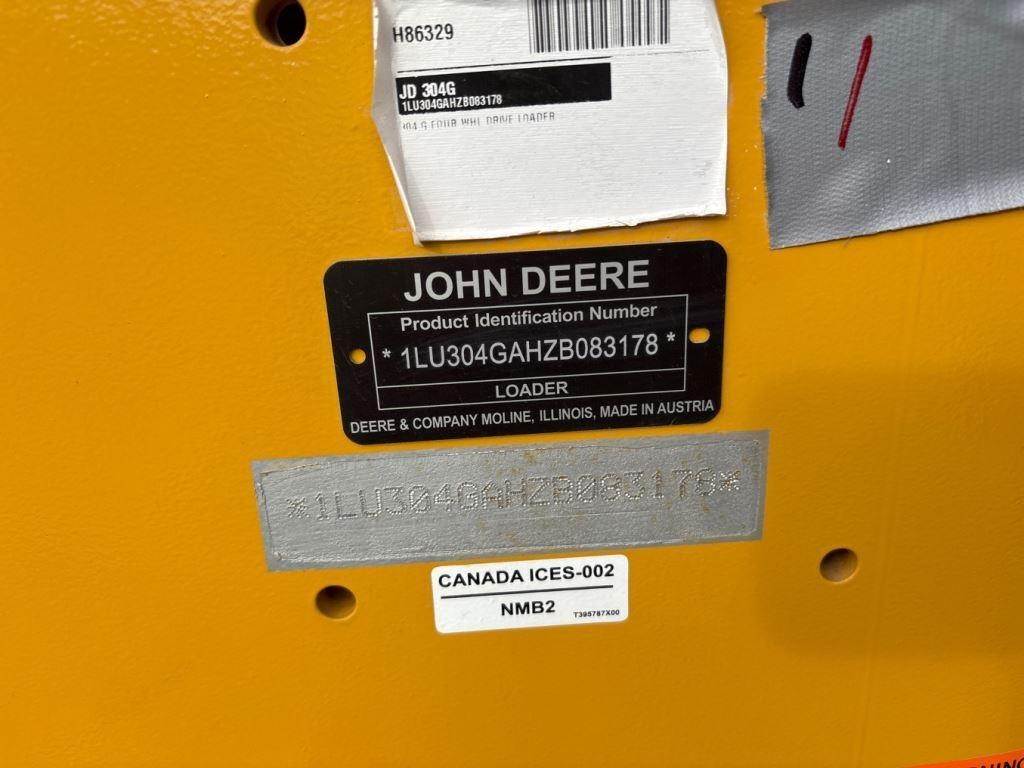 H86329
JD 304G
1LU304GAHZB083178
304 G FOUR WHL DRIVE LOADER
11
JOHN DEERE
Product Identification Number
* 1LU304GAHZB083178 *
LOADER
DEERE & COMPANY MOLINE, ILLINOIS, MADE IN AUSTRIA
*1LU304GAHZB083178*
CANADA ICES-002
NMB2
T395787X00